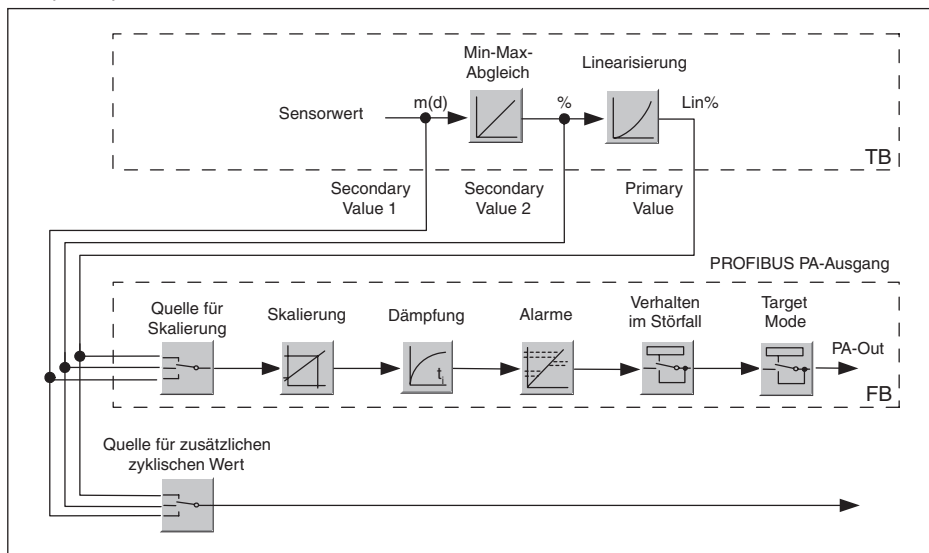 Min-Max-
Abgleich
Linearisierung
Sensorwert
m(d)
%
Lin%
TB
Secondary
Value 1
Secondary
Value 2
Primary
Value
PROFIBUS PA-Ausgang
Quelle für
Skalierung
Skalierung
Dämpfung
Alarme
Verhalten
im Störfall
Target
Mode
ti
PA-Out
FB
Quelle für zusätzlichen
zyklischen Wert